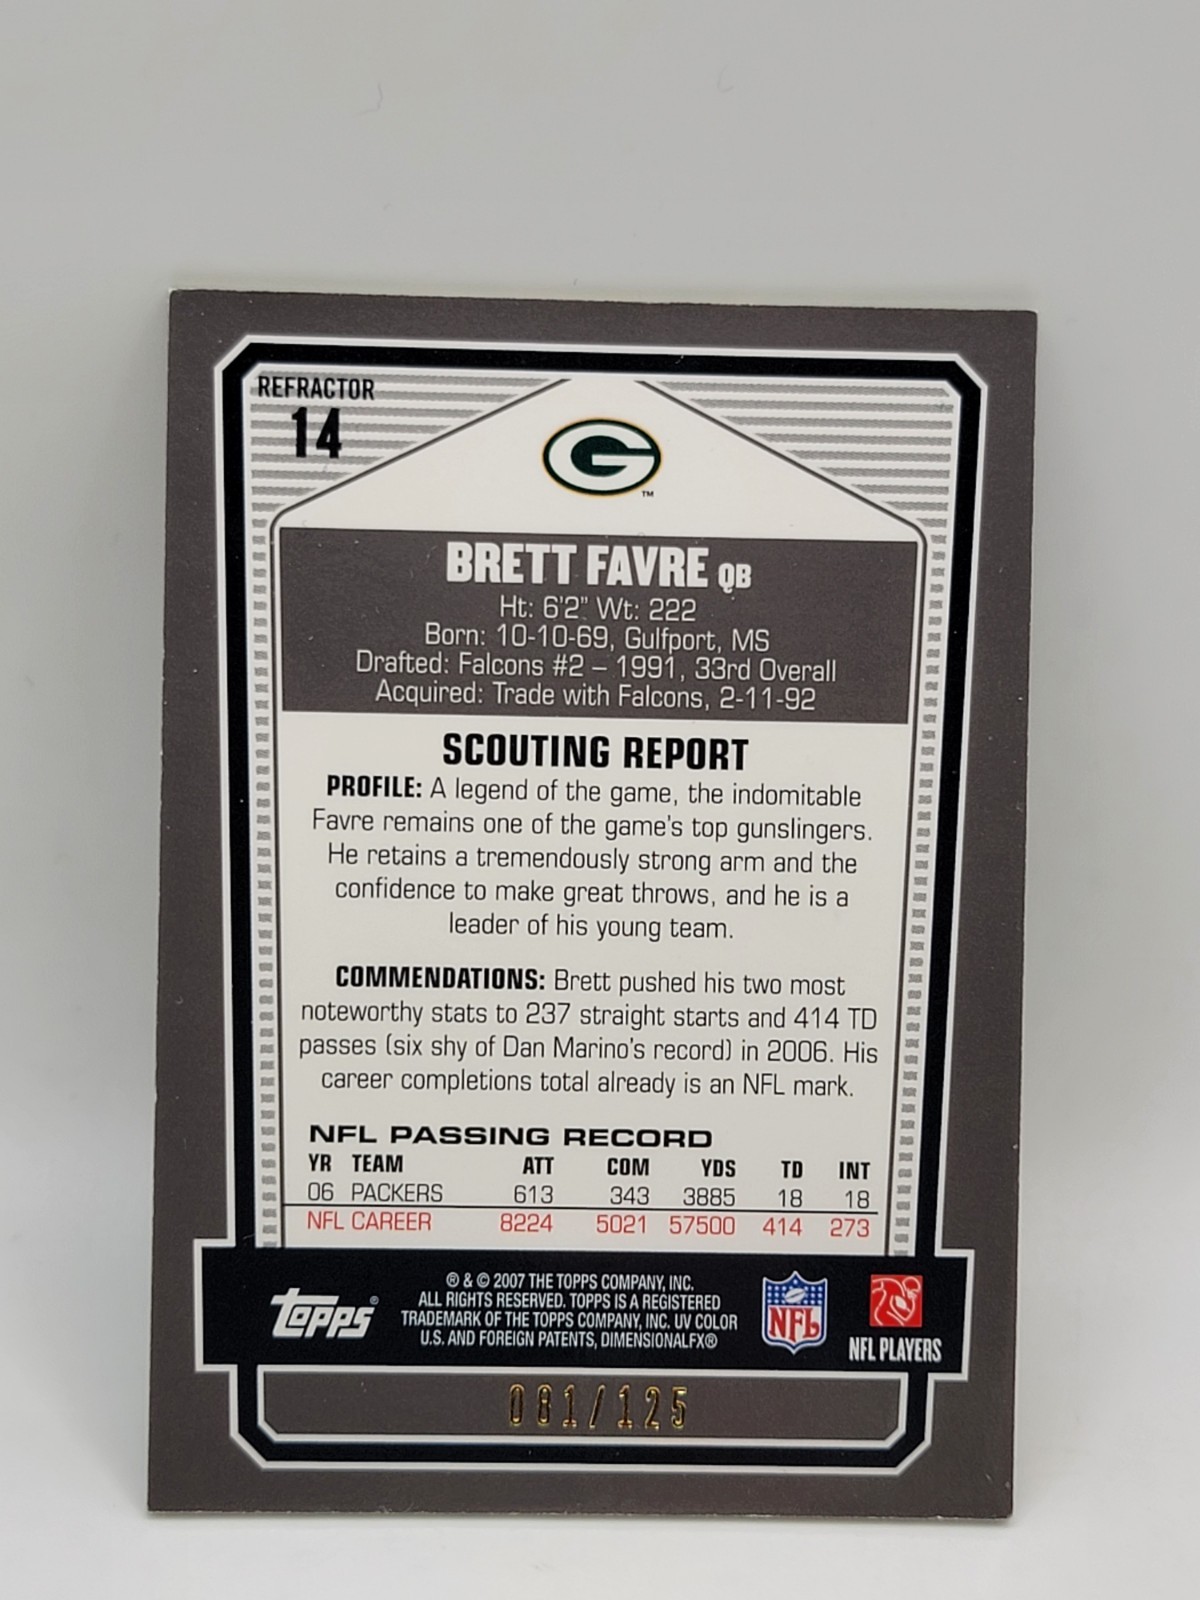 REFRACTOR
14
G
™
BRETT FAVRE QB
Ht: 6'2" Wt: 222
Born: 10-10-69, Gulfport, MS
Drafted: Falcons #2 – 1991, 33rd Overall
Acquired: Trade with Falcons, 2-11-92
SCOUTING REPORT
PROFILE: A legend of the game, the indomitable
Favre remains one of the game's top gunslingers.
He retains a tremendously strong arm and the
confidence to make great throws, and he is a
leader of his young team.
COMMENDATIONS: Brett pushed his two most
noteworthy stats to 237 straight starts and 414 TD
passes (six shy of Dan Marino's record) in 2006. His
career completions total already is an NFL mark.
NFL PASSING RECORD
YR TEAM ATT COM YDS TD INT
06 PACKERS 613 343 3885 18 18
NFL CAREER 8224 5021 57500 414 273
Topps®
® & © 2007 THE TOPPS COMPANY, INC.
ALL RIGHTS RESERVED. TOPPS IS A REGISTERED
TRADEMARK OF THE TOPPS COMPANY, INC. UV COLOR
U.S. AND FOREIGN PATENTS, DIMENSIONALFX®
NFL
NFL PLAYERS
081/125